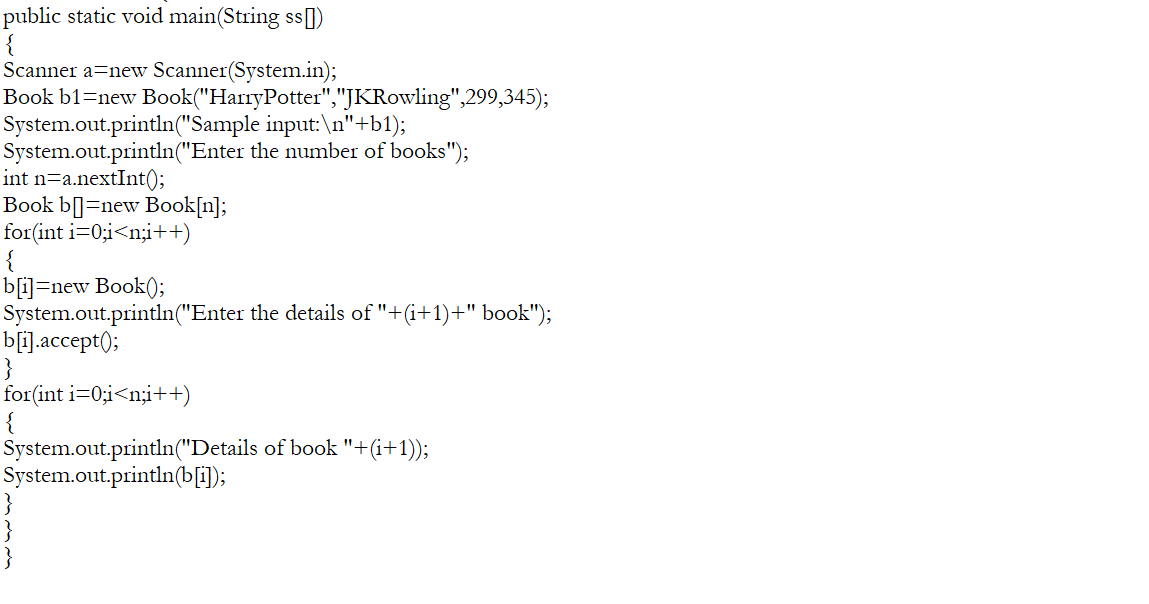 public static void main(String ss[])
{
Scanner a=new Scanner(System.in);
Book b1=new Book("HarryPotter","JKRowling",299,345);
System.out.println("Sample input:\n"+b1);
System.out.println("Enter the number of books");
int n=a.nextInt();
Book b[]=new Book[n];
for(int i=0;i<n;i++)
{
b[i]=new Book();
System.out.println("Enter the details of "+(i+1)+" book");
b[i].accept();
}
for(int i=0;i<n;i++)
{
System.out.println("Details of book "+(i+1));
System.out.println(b[i]);
}
}
}